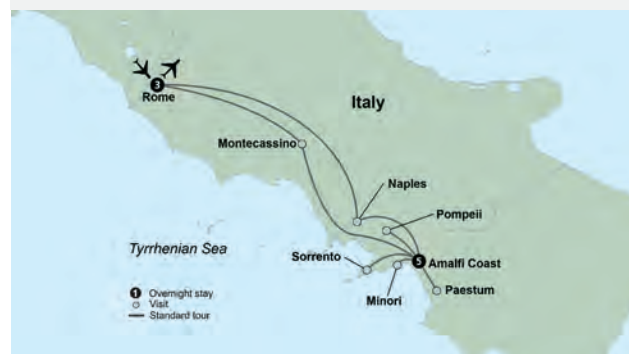 3
Rome
Italy
Montecassino
Naples
Pompeii
Tyrrhenian Sea
Sorrento
5
Amalfi Coast
Minori
Paestum
1 Overnight stay
Visit
Standard tour